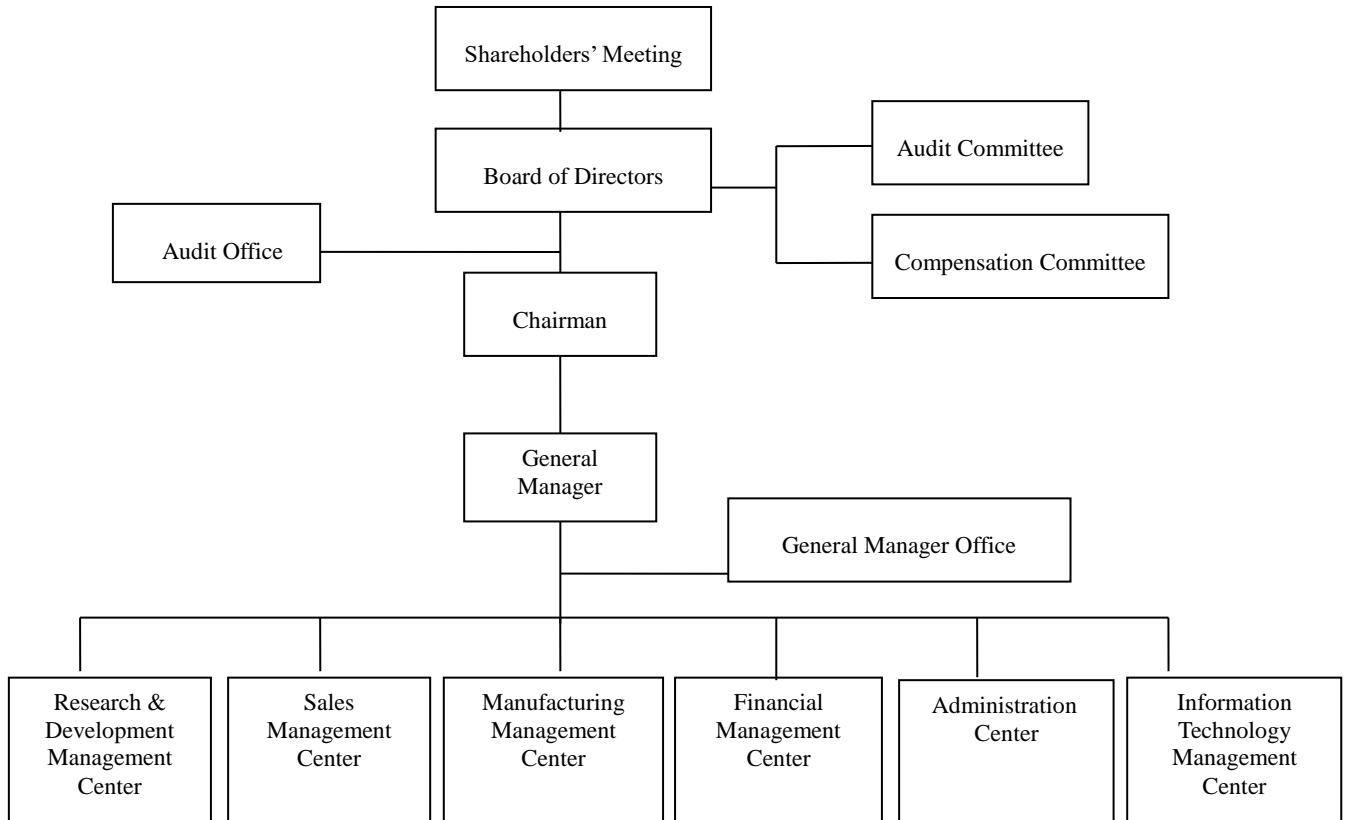 Shareholders’ Meeting
Board of Directors
Audit Committee
Audit Office
Compensation Committee
Chairman
General
Manager
General Manager Office
Research &
Development
Management
Center
Sales
Management
Center
Manufacturing
Management
Center
Financial
Management
Center
Administration
Center
Information
Technology
Management
Center